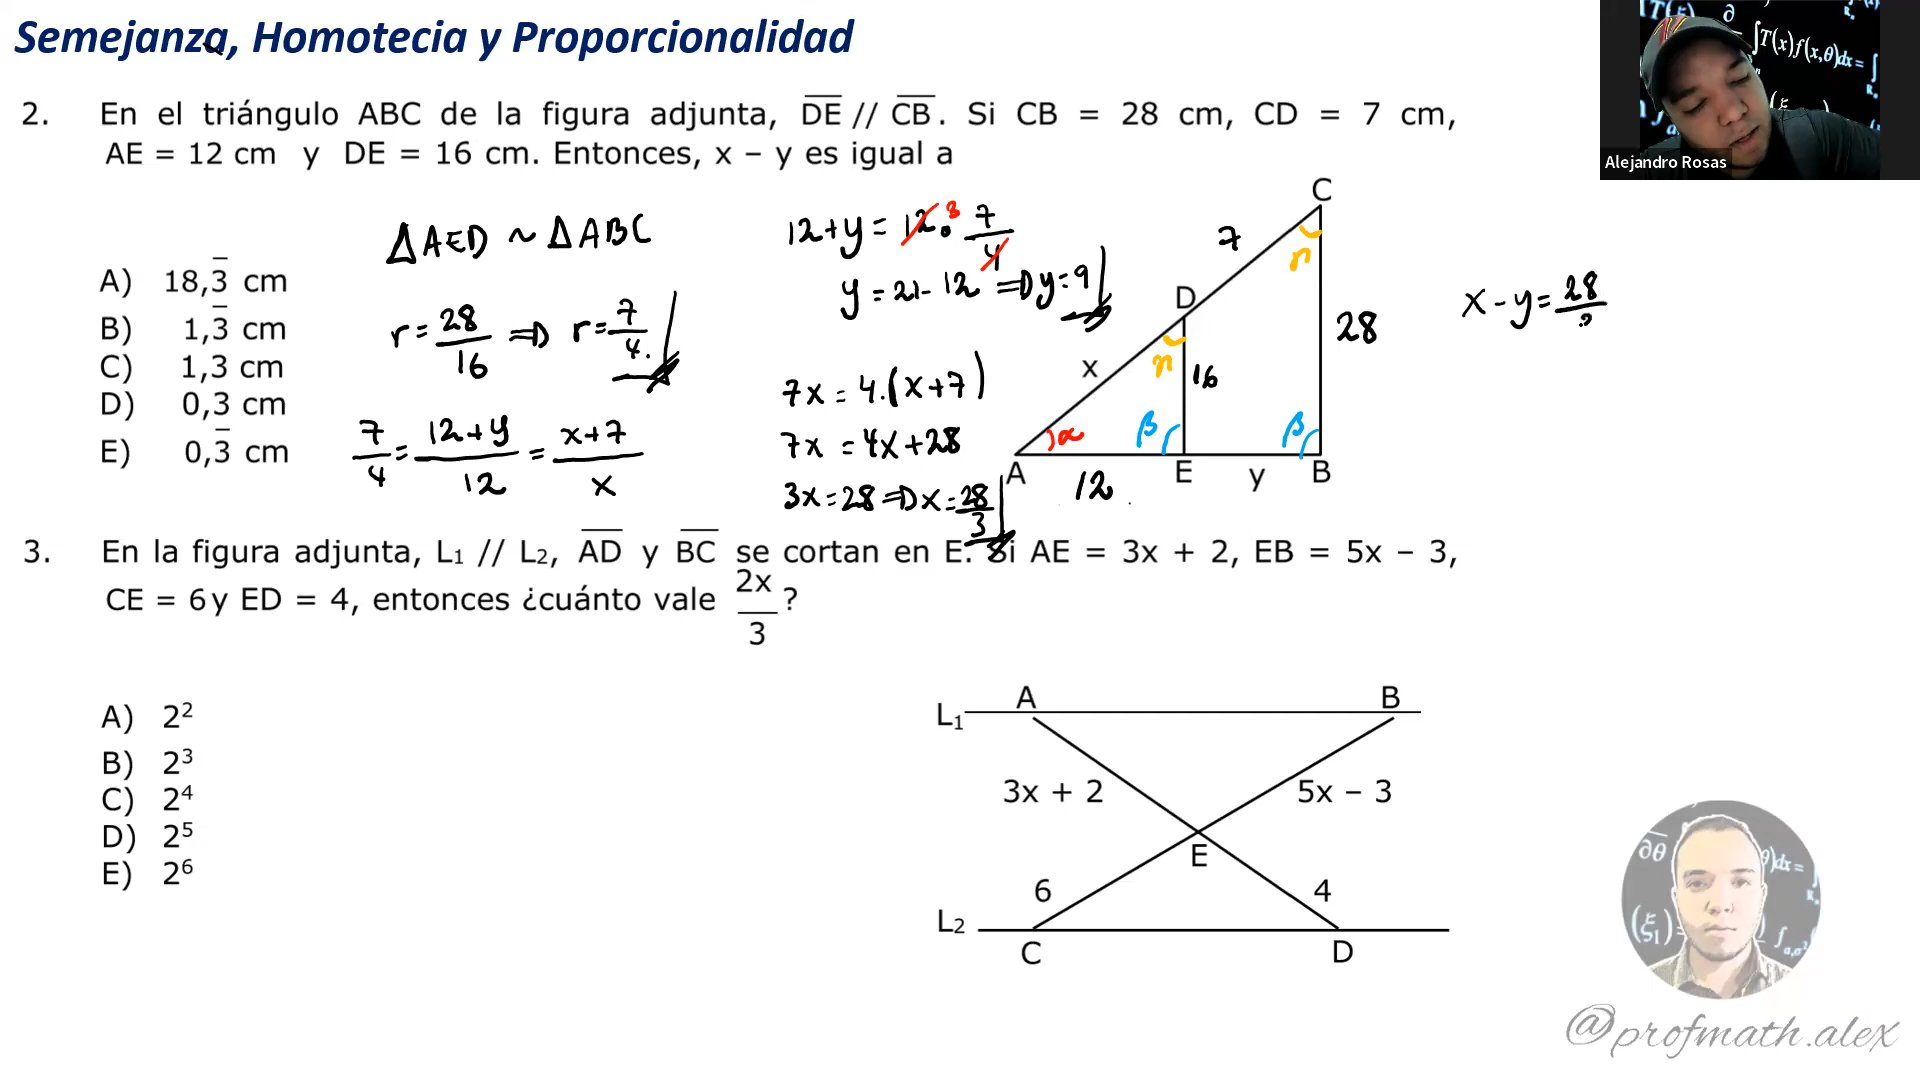 Semejanza, Homotecia y Proporcionalidad
Alejandro Rosas
2. En el triángulo ABC de la figura adjunta, DE // CB. Si CB = 28 cm, CD = 7 cm,
AE = 12 cm y DE = 16 cm. Entonces, x – y es igual a
A) 18,3̅ cm
B) 1,3̅ cm
C) 1,3 cm
D) 0,3 cm
E) 0,3̅ cm
ΔAED ~ ΔABC
r = 28/16 ⇒ r = 7/4
7/4 = 12+y/12 = x+7/x
12+y = 12 · 7/4
3
y = 21 - 12 ⇒ y = 9
7x = 4.(x+7)
7x = 4x+28
3x = 28 ⇒ x = 28/3
C
7
n
D
28
x
n
16
α
β
β
A
E
y
B
12
x - y = 28/3
3. En la figura adjunta, L1 // L2, AD y BC se cortan en E. Si AE = 3x + 2, EB = 5x – 3,
CE = 6 y ED = 4, entonces ¿cuánto vale 2x/3?
A) 2²
B) 2³
C) 2⁴
D) 2⁵
E) 2⁶
A
B
L1
3x + 2
5x – 3
E
6
4
L2
C
D
@profmath.alex